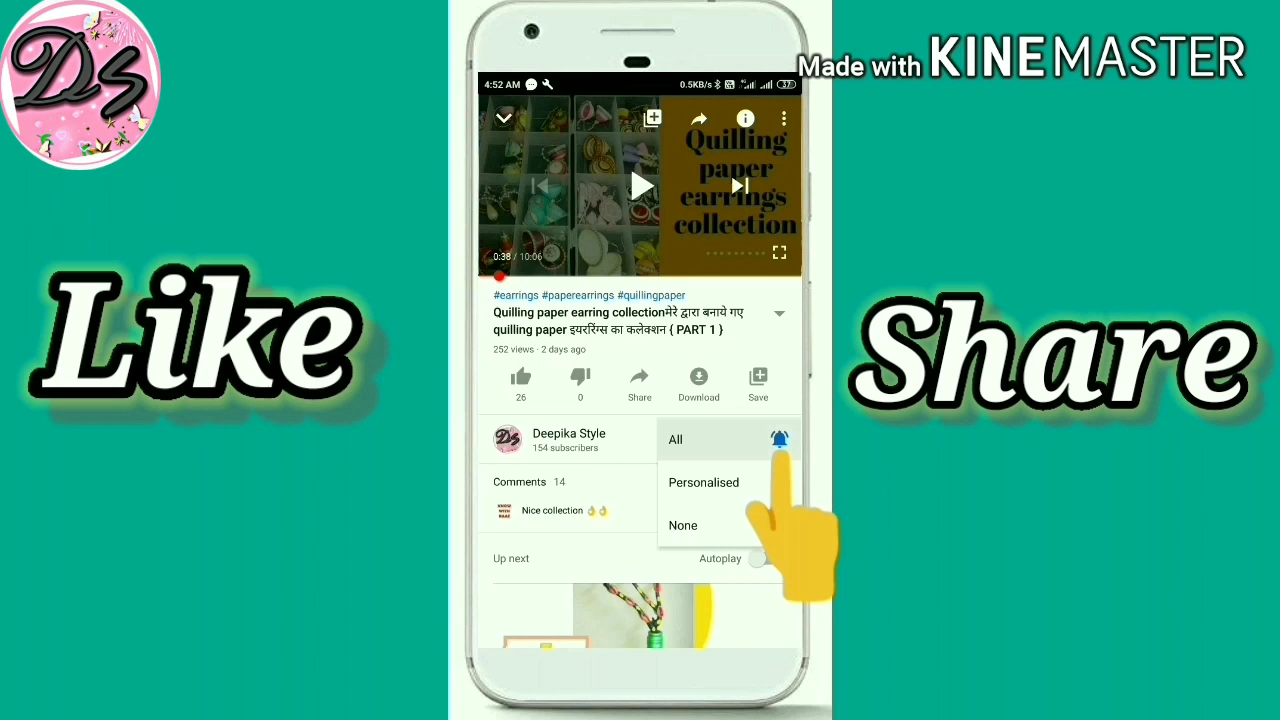 Ds
Made with KINEMASTER
4:52 AM
0.5KB/s
37
Quilling
paper
earrings
collection
0:38 / 10:06
#earrings #paperearrings #quillingpaper
Quilling paper earring collectionमेरे द्वारा बनाये गए
quilling paper इयररिंग्स का कलेक्शन { PART 1 }
252 views · 2 days ago
26
0
Share
Download
Save
Ds
Deepika Style
154 subscribers
All
Personalised
None
Comments 14
Nice collection 👌👌
Up next
Autoplay
Like
Share